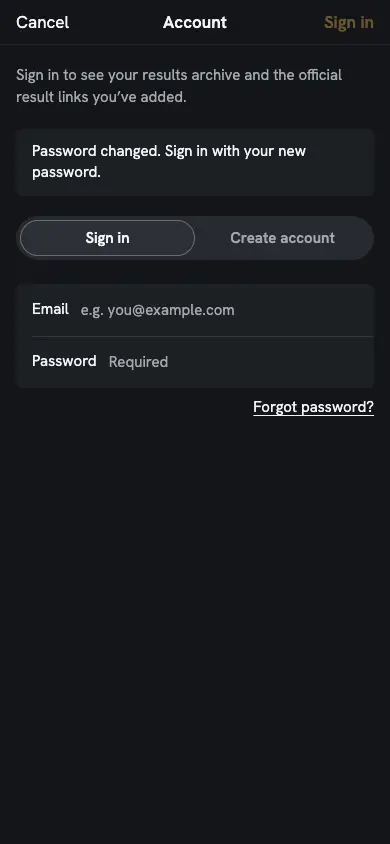 Cancel
Account
Sign in
Sign in to see your results archive and the official
result links you’ve added.
Password changed. Sign in with your new
password.
Sign in
Create account
Email e.g. you@example.com
Password Required
Forgot password?